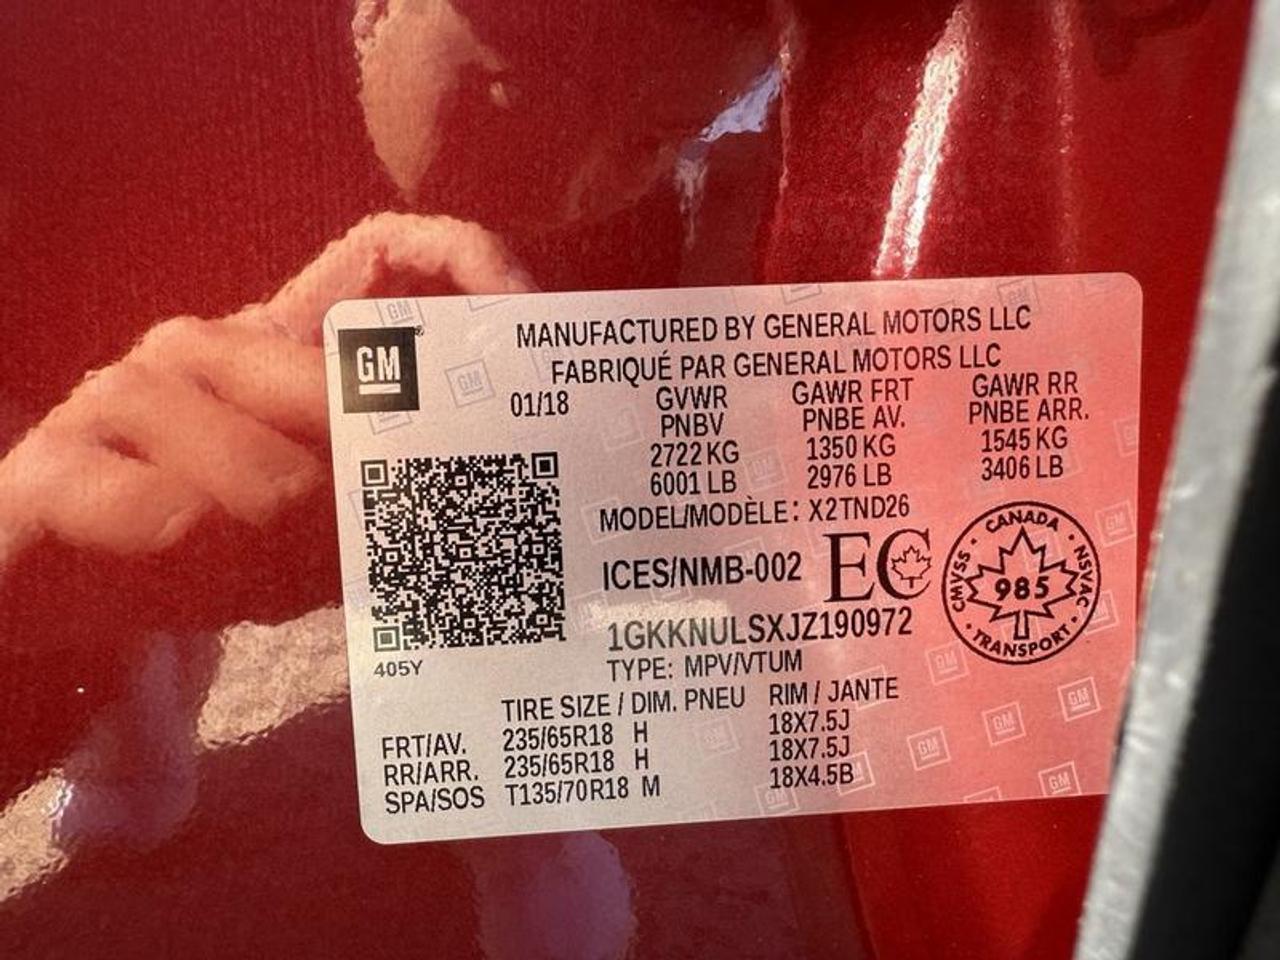 GM
MANUFACTURED BY GENERAL MOTORS LLC
FABRIQUÉ PAR GENERAL MOTORS LLC
01/18 GVWR GAWR FRT GAWR RR
PNBV PNBE AV. PNBE ARR.
2722 KG 1350 KG 1545 KG
6001 LB 2976 LB 3406 LB
MODEL/MODÈLE: X2TND26
ICES/NMB-002 EC
CANADA
CMVSS 985 NSVAC
TRANSPORT
1GKKNULSXJZ190972
405Y
TYPE: MPV/VTUM
TIRE SIZE / DIM. PNEU RIM / JANTE
FRT/AV. 235/65R18 H 18X7.5J
RR/ARR. 235/65R18 H 18X7.5J
SPA/SOS T135/70R18 M 18X4.5B